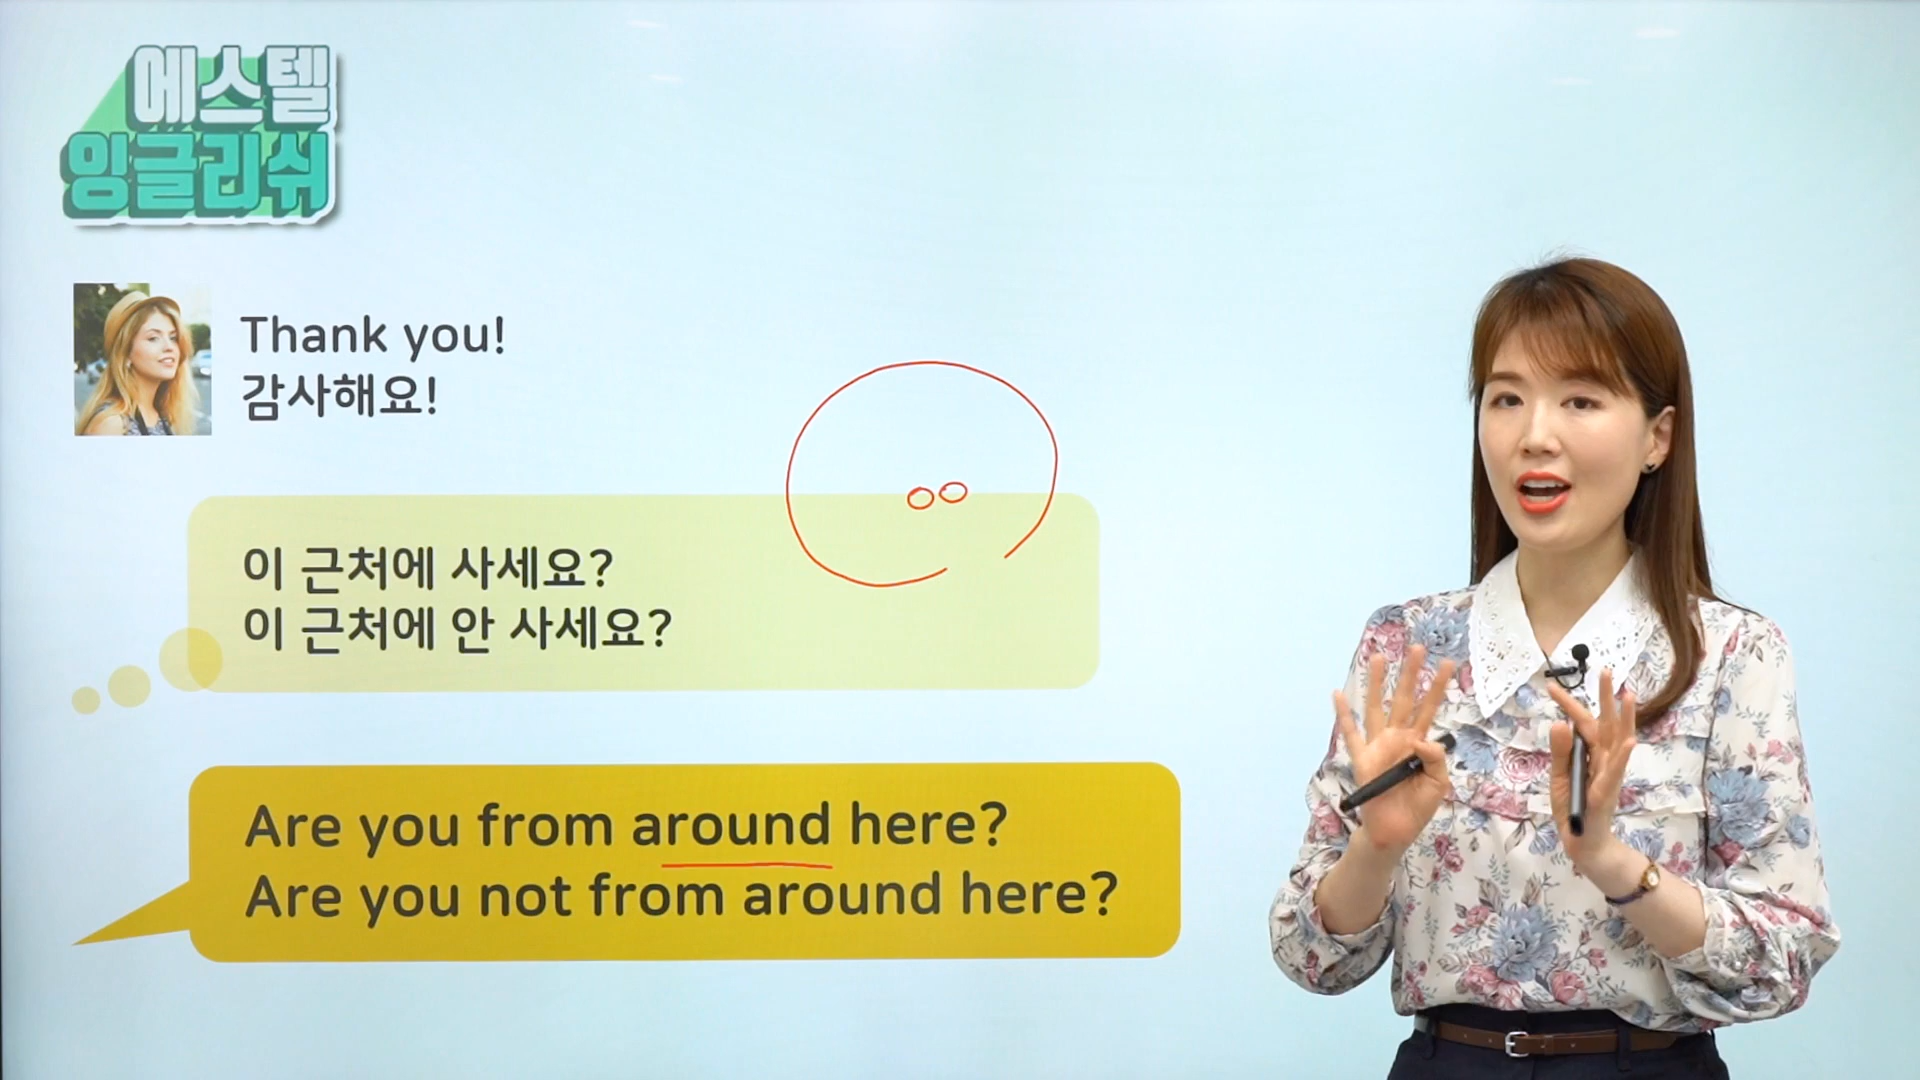 에스텔
잉글리쉬
Thank you!
감사해요!
이 근처에 사세요?
이 근처에 안 사세요?
Are you from around here?
Are you not from around here?